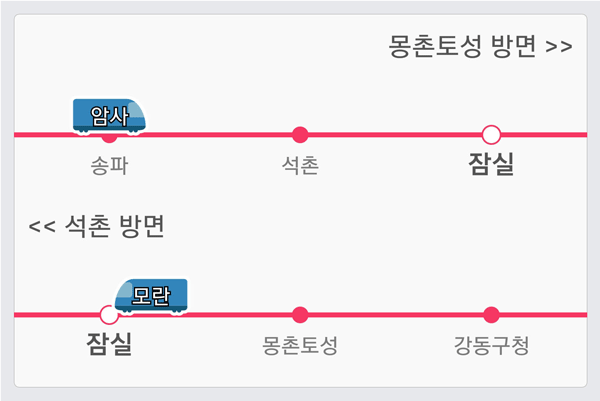 몽촌토성 방면 >>
암사
송파 석촌 잠실
<< 석촌 방면
모란
잠실 몽촌토성 강동구청